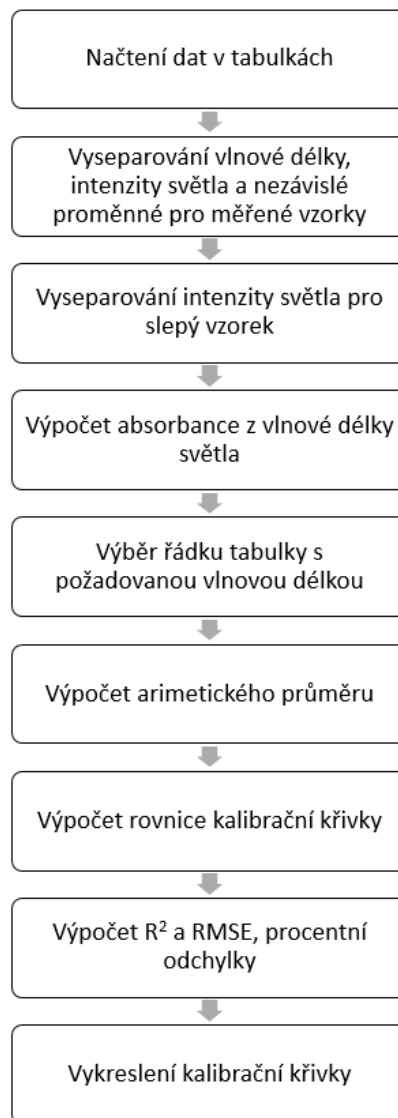 Načtení dat v tabulkách
Vyseparování vlnové délky,
intenzity světla a nezávislé
proměnné pro měřené vzorky
Vyseparování intenzity světla pro
slepý vzorek
Výpočet absorbance z vlnové délky
světla
Výběr řádku tabulky s
požadovanou vlnovou délkou
Výpočet arimetického průměru
Výpočet rovnice kalibrační křivky
Výpočet R² a RMSE, procentní
odchylky
Vykreslení kalibrační křivky